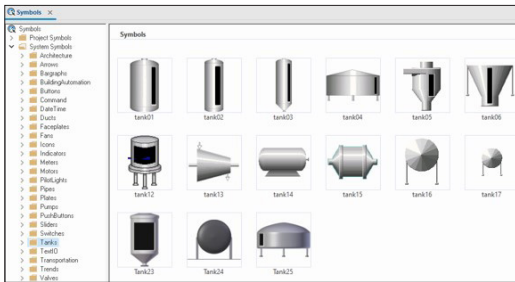 Symbols ×
Symbols
Project Symbols
System Symbols
Architecture
Arrows
Bargraphs
BuildingAutomation
Buttons
Command
DateTime
Ducts
Faceplates
Fans
Icons
Indicators
Meters
Motors
PilotLights
Pipes
Plates
Pumps
PushButtons
Sliders
Switches
Tanks
TextIO
Transportation
Trends
Valves
Symbols
tank01 tank02 tank03 tank04 tank05 tank06
tank12 tank13 tank14 tank15 tank16 tank17
Tank23 Tank24 Tank25